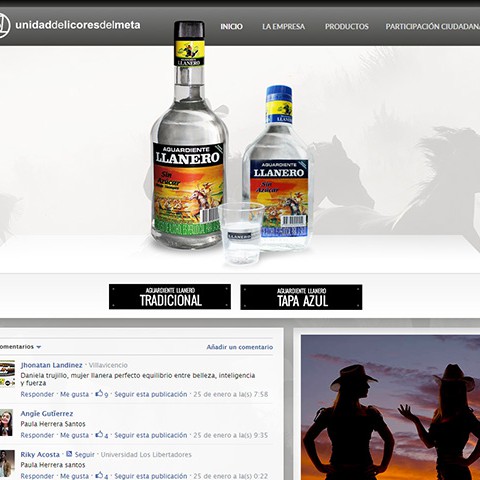 unidaddelicoresdelmeta
INICIO
LA EMPRESA
PRODUCTOS
PARTICIPACIÓN CIUDADANA
AGUARDIENTE
LLANERO
Sin
Azúcar
AGUARDIENTE
LLANERO
Sin
Azúcar
LLANERO
AGUARDIENTE LLANERO
TRADICIONAL
AGUARDIENTE LLANERO
TAPA AZUL
omentarios
Añadir un comentario
Jhonatan Landinez · Villavicencio
Daniela trujillo, mujer llanera perfecto equilibrio entre belleza, inteligencia
y fuerza
Responder · Me gusta · 9 · Seguir esta publicación · 25 de enero a la(s) 7:58
Angie Gutierrez
Paula Herrera Santos
Responder · Me gusta · 4 · Seguir esta publicación · 25 de enero a la(s) 9:35
Riky Acosta · Seguir · Universidad Los Libertadores
Paula Herrera santos
Responder · Me gusta · 4 · Seguir esta publicación · 25 de enero a la(s) 0:22